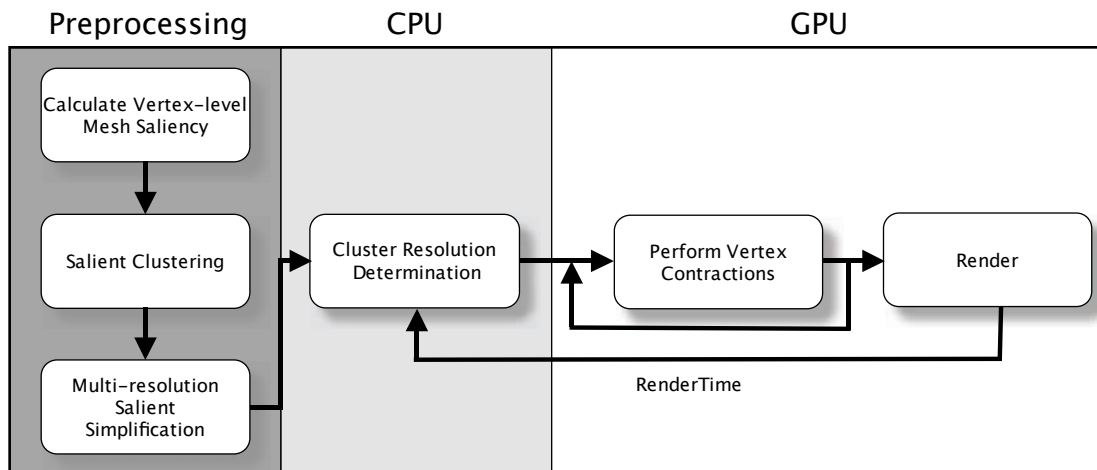 Preprocessing
CPU
GPU
Calculate Vertex-level
Mesh Saliency
Salient Clustering
Multi-resolution
Salient
Simplification
Cluster Resolution
Determination
Perform Vertex
Contractions
Render
RenderTime